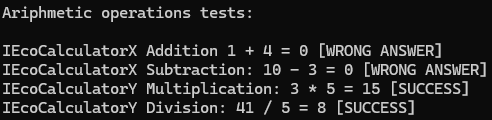 Ariphmetic operations tests:
IEcoCalculatorX Addition 1 + 4 = 0 [WRONG ANSWER]
IEcoCalculatorX Subtraction: 10 - 3 = 0 [WRONG ANSWER]
IEcoCalculatorY Multiplication: 3 * 5 = 15 [SUCCESS]
IEcoCalculatorY Division: 41 / 5 = 8 [SUCCESS]